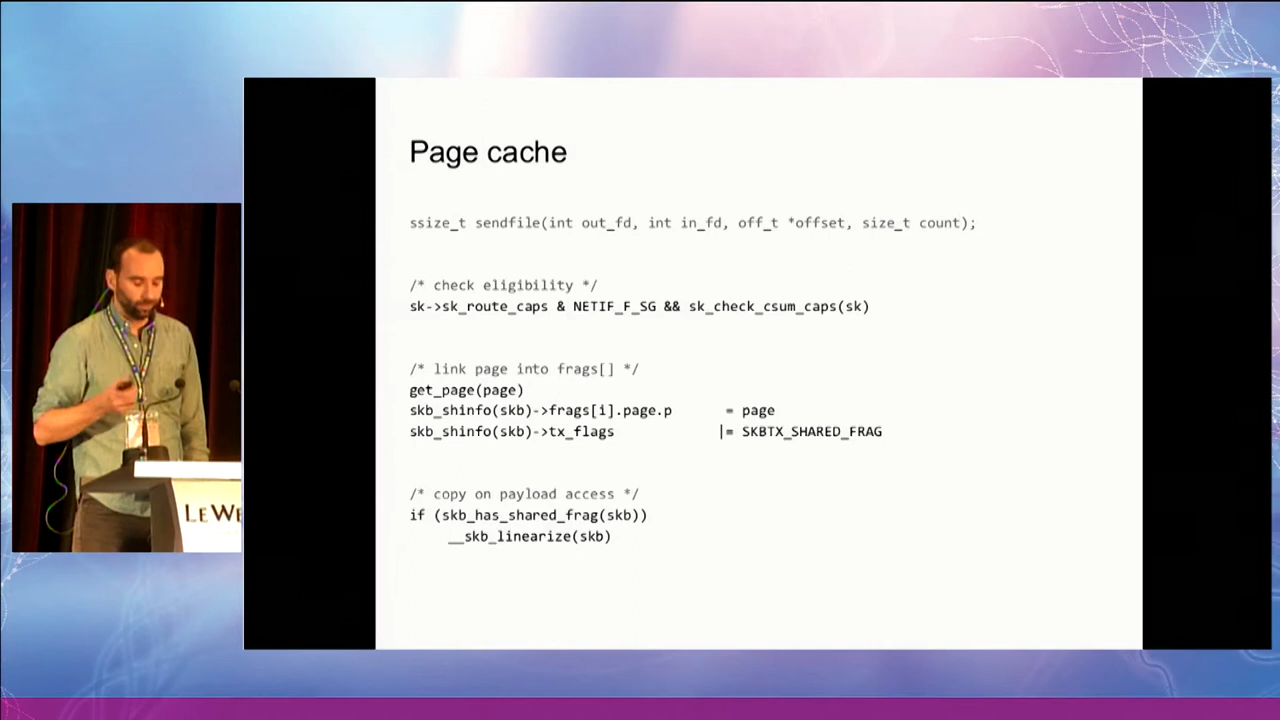 Page cache
ssize_t sendfile(int out_fd, int in_fd, off_t *offset, size_t count);
/* check eligibility */
sk->sk_route_caps & NETIF_F_SG && sk_check_csum_caps(sk)
/* link page into frags[] */
get_page(page)
skb_shinfo(skb)->frags[i].page.p = page
skb_shinfo(skb)->tx_flags |= SKBTX_SHARED_FRAG
/* copy on payload access */
if (skb_has_shared_frag(skb))
__skb_linearize(skb)
LEWE